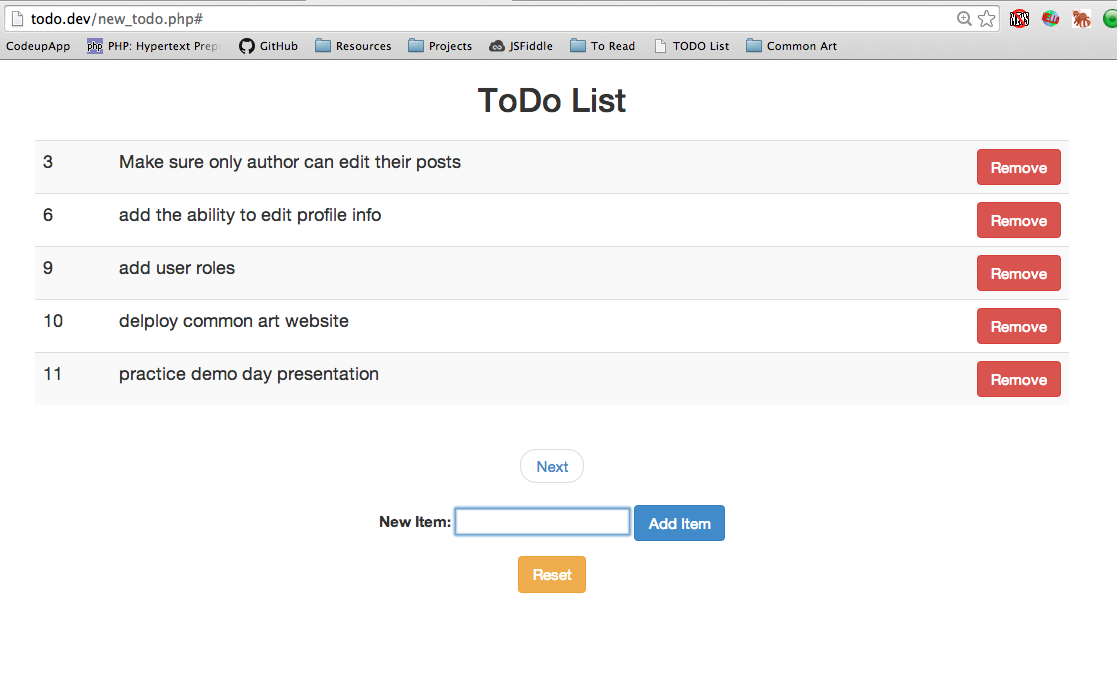 todo.dev/new_todo.php#
CodeupApp php PHP: Hypertext Prep GitHub Resources Projects JSFiddle To Read TODO List Common Art
ToDo List
3 Make sure only author can edit their posts Remove
6 add the ability to edit profile info Remove
9 add user roles Remove
10 delploy common art website Remove
11 practice demo day presentation Remove
Next
New Item: Add Item
Reset